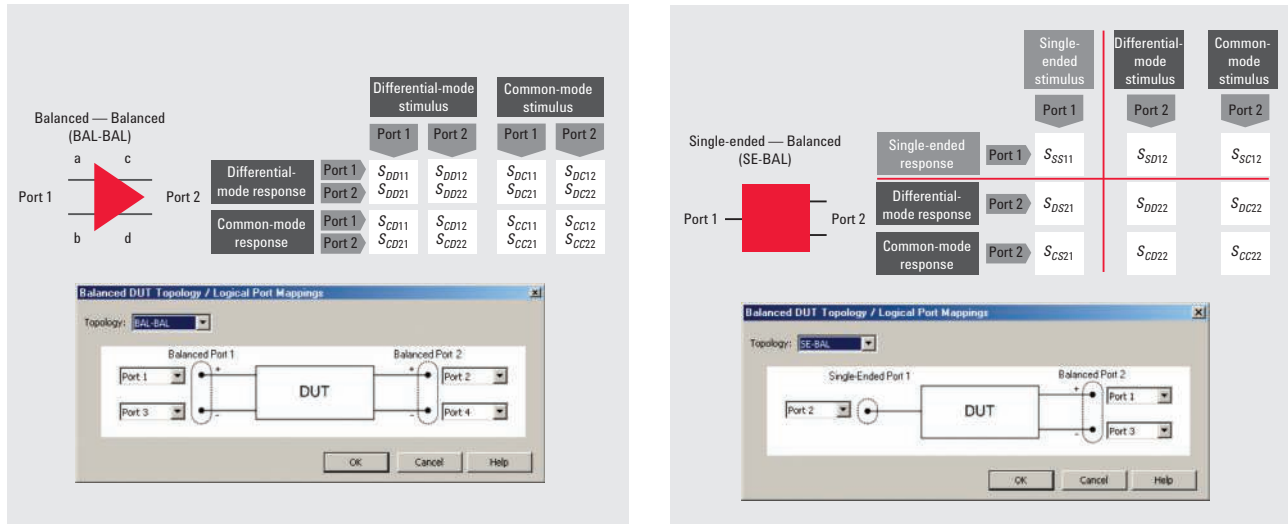 Differential-mode stimulus
Common-mode stimulus
Port 1 Port 2 Port 1 Port 2
Balanced — Balanced
(BAL-BAL)
a c
Port 1 Port 2
b d
Differential-mode response
Port 1 SDD11 SDD12 SDC11 SDC12
Port 2 SDD21 SDD22 SDC21 SDC22
Common-mode response
Port 1 SCD11 SCD12 SCC11 SCC12
Port 2 SCD21 SCD22 SCC21 SCC22
Balanced DUT Topology / Logical Port Mappings
Topology: BAL-BAL
Balanced Port 1 Balanced Port 2
Port 1 + + Port 2
DUT
Port 3 - - Port 4
OK Cancel Help
Single-ended stimulus
Differential-mode stimulus
Common-mode stimulus
Port 1 Port 2 Port 2
Single-ended — Balanced
(SE-BAL)
Port 1 Port 2
Single-ended response
Port 1 SSS11 SSD12 SSC12
Differential-mode response
Port 2 SDS21 SDD22 SDC22
Common-mode response
Port 2 SCS21 SCD22 SCC22
Balanced DUT Topology / Logical Port Mappings
Topology: SE-BAL
Single-Ended Port 1 Balanced Port 2
+ Port 1
Port 2 DUT
- Port 3
OK Cancel Help